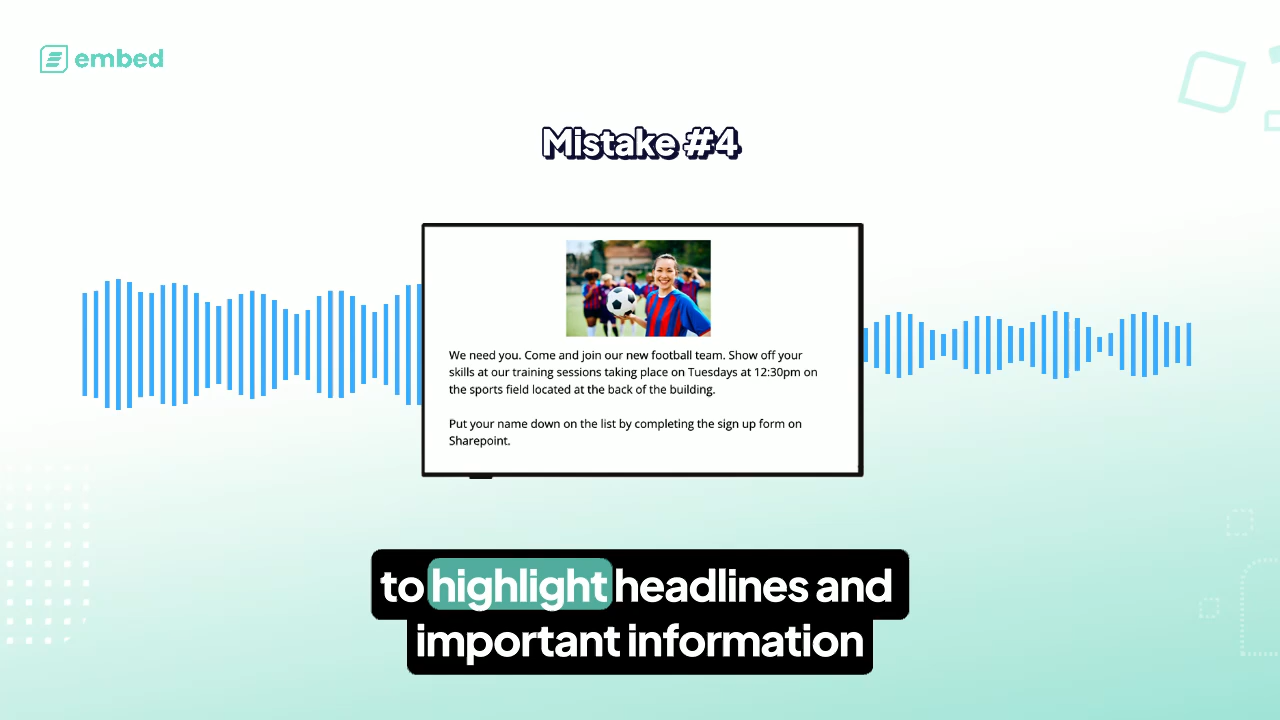 embed
Mistake #4
We need you. Come and join our new football team. Show off your
skills at our training sessions taking place on Tuesdays at 12:30pm on
the sports field located at the back of the building.
Put your name down on the list by completing the sign up form on
Sharepoint.
to highlight headlines and
important information